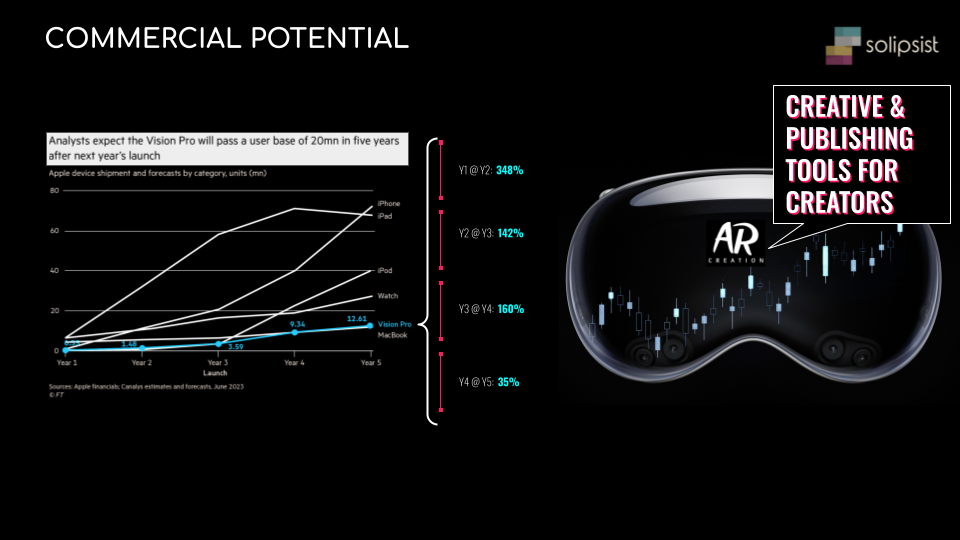 COMMERCIAL POTENTIAL
solipsist
CREATIVE &
PUBLISHING
TOOLS FOR
CREATORS
Analysts expect the Vision Pro will pass a user base of 20mn in five years
after next year's launch
Apple device shipment and forecasts by category, units (mn)
80
60
40
20
0
iPhone
iPad
iPod
Watch
Vision Pro
MacBook
1.48
3.59
9.34
12.61
Year 1
Year 2
Year 3
Year 4
Year 5
Launch
Sources: Apple financials; Canalys estimates and forecasts, June 2023
© FT
Y1 @ Y2: 348%
Y2 @ Y3: 142%
Y3 @ Y4: 160%
Y4 @ Y5: 35%
AR
CREATION